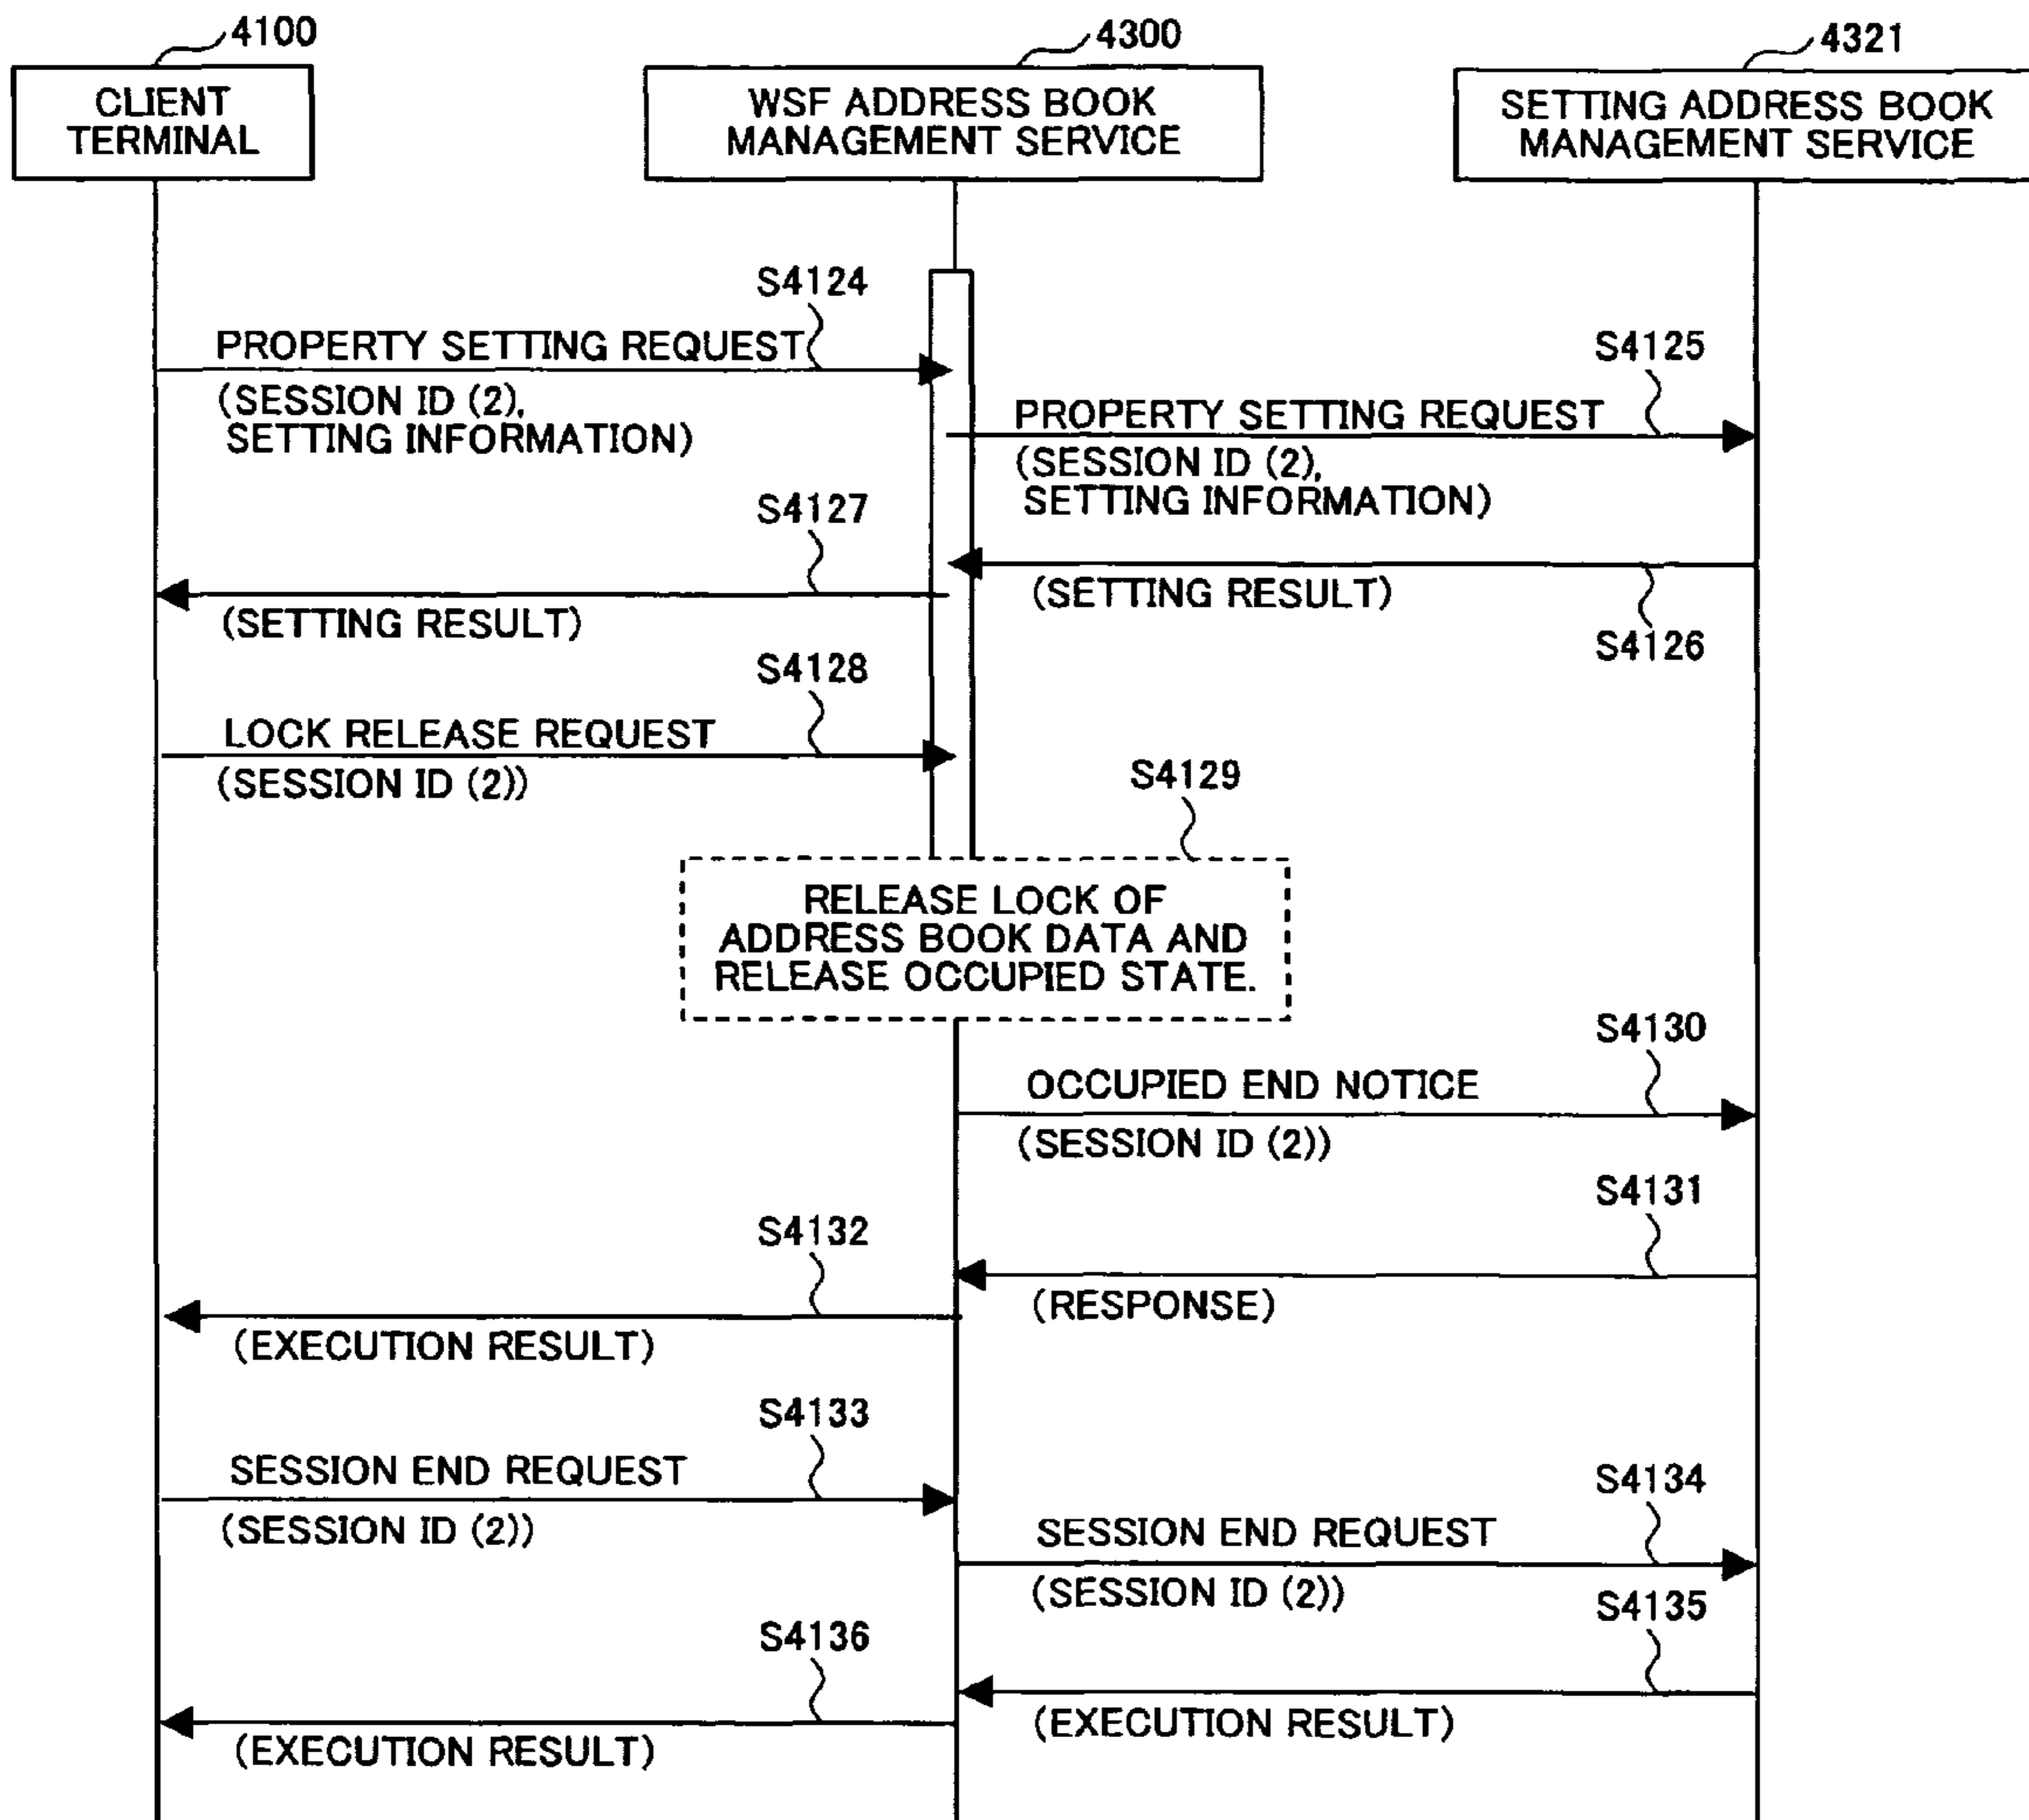 4100
4300
4321
CLIENT
TERMINAL
WSF ADDRESS BOOK
MANAGEMENT SERVICE
SETTING ADDRESS BOOK
MANAGEMENT SERVICE
S4124
PROPERTY SETTING REQUEST
(SESSION ID (2),
SETTING INFORMATION)
S4125
PROPERTY SETTING REQUEST
(SESSION ID (2),
SETTING INFORMATION)
S4127
(SETTING RESULT)
(SETTING RESULT)
S4126
S4128
LOCK RELEASE REQUEST
(SESSION ID (2))
S4129
RELEASE LOCK OF
ADDRESS BOOK DATA AND
RELEASE OCCUPIED STATE.
S4130
OCCUPIED END NOTICE
(SESSION ID (2))
S4131
(RESPONSE)
S4132
(EXECUTION RESULT)
S4133
SESSION END REQUEST
(SESSION ID (2))
S4134
SESSION END REQUEST
(SESSION ID (2))
S4135
(EXECUTION RESULT)
S4136
(EXECUTION RESULT)